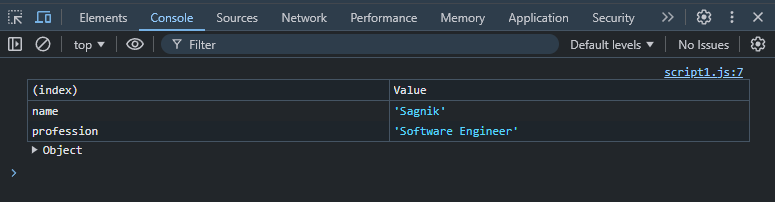 Elements Console Sources Network Performance Memory Application Security
top Filter Default levels No Issues
script1.js:7
(index) Value
name 'Sagnik'
profession 'Software Engineer'
Object